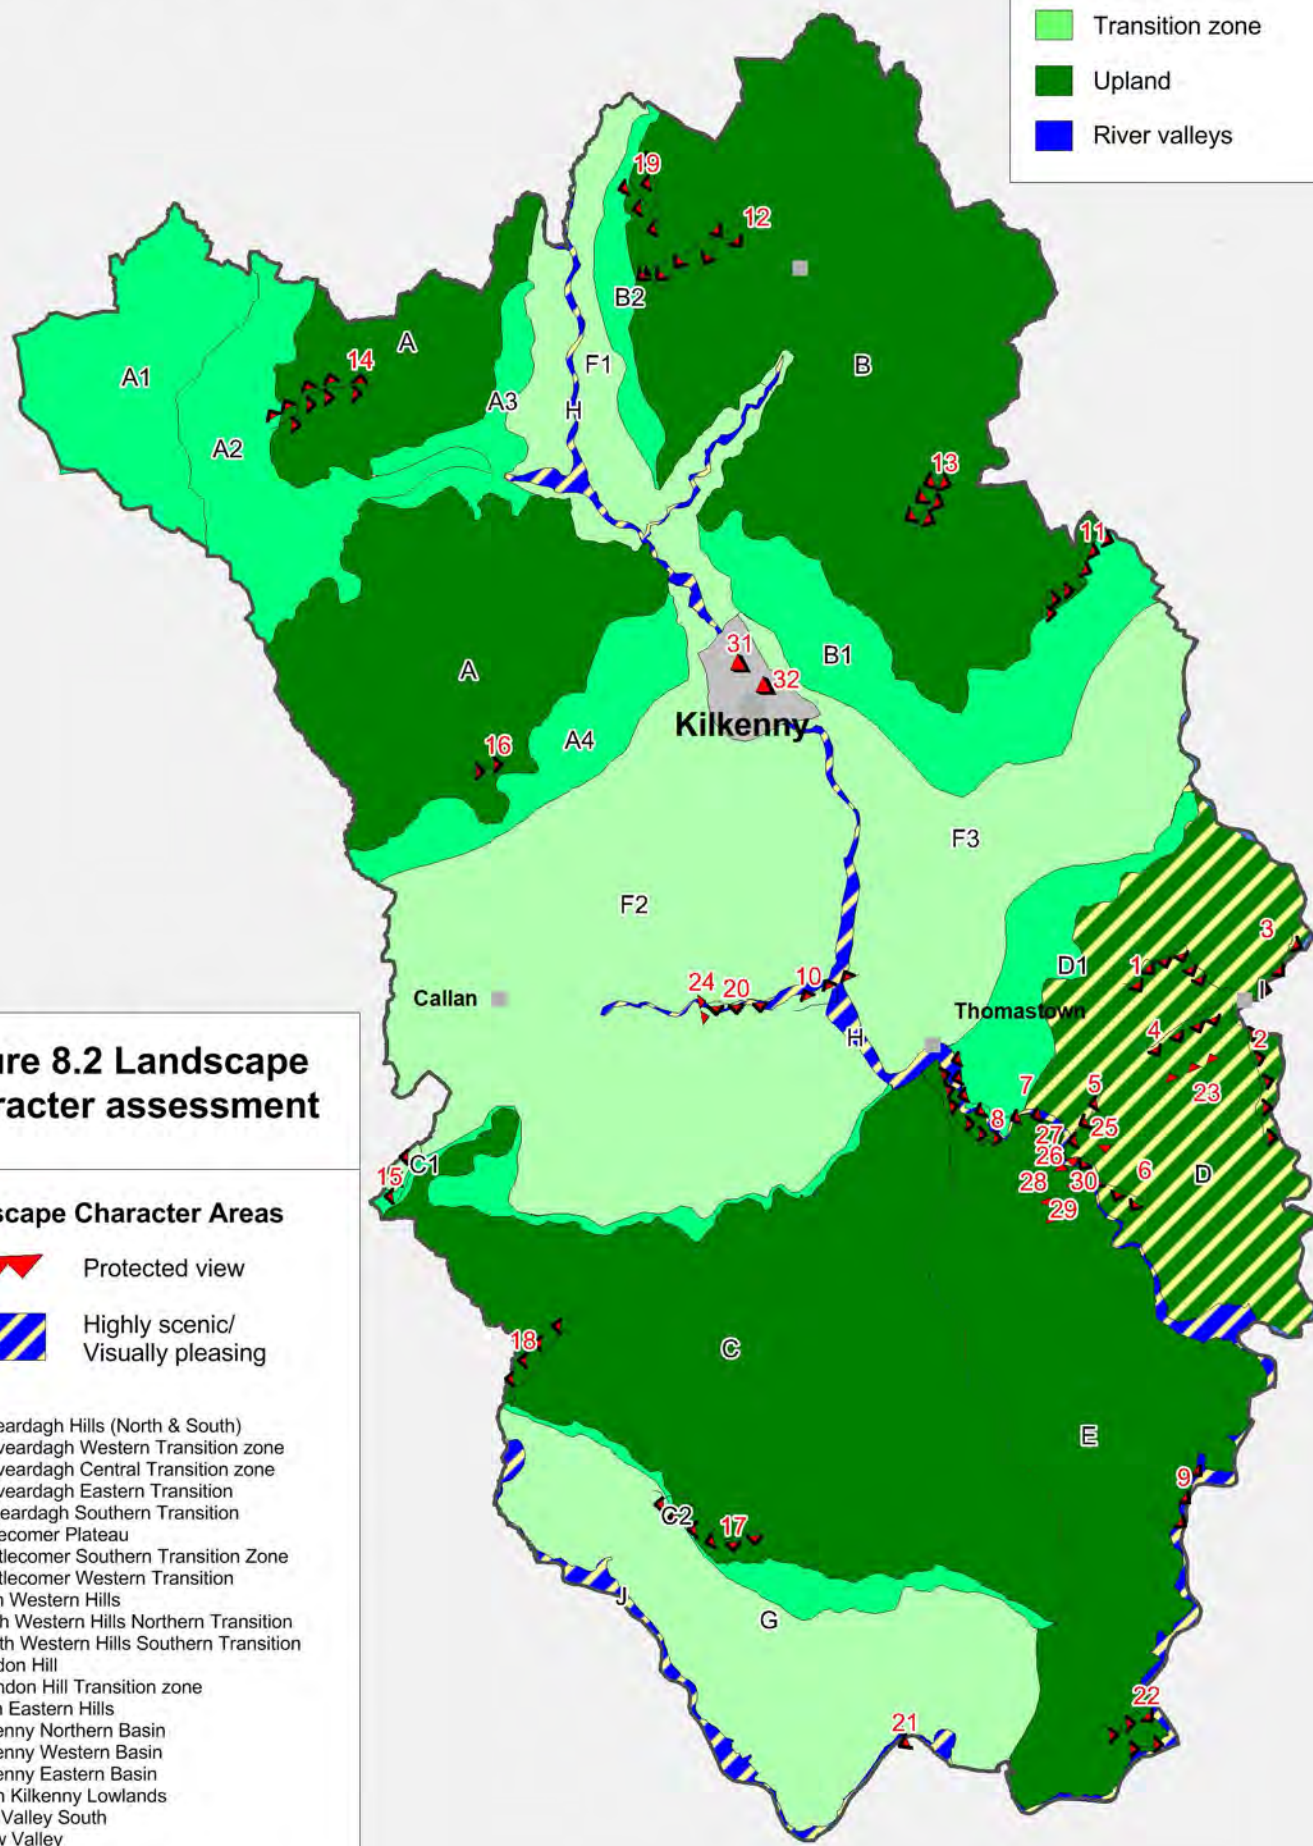 Transition zone
Upland
River valleys
19
12
B2
A
14
A1
F1
B
A3
H
A2
13
11
31
B1
32
A
Kilkenny
A4
16
F3
F2
3
D1
1
24
20
10
I
Callan
Thomastown
4
2
H
23
7
5
8
27
25
C1
26
15
28
30
6
D
29
18
C
E
9
C2
17
J
G
22
21
ure 8.2 Landscape
racter assessment
scape Character Areas
Protected view
Highly scenic/
Visually pleasing
eardagh Hills (North & South)
veardagh Western Transition zone
veardagh Central Transition zone
veardagh Eastern Transition
eardagh Southern Transition
lecomer Plateau
tlecomer Southern Transition Zone
tlecomer Western Transition
n Western Hills
h Western Hills Northern Transition
th Western Hills Southern Transition
don Hill
ndon Hill Transition zone
n Eastern Hills
enny Northern Basin
enny Western Basin
enny Eastern Basin
n Kilkenny Lowlands
Valley South
w Valley